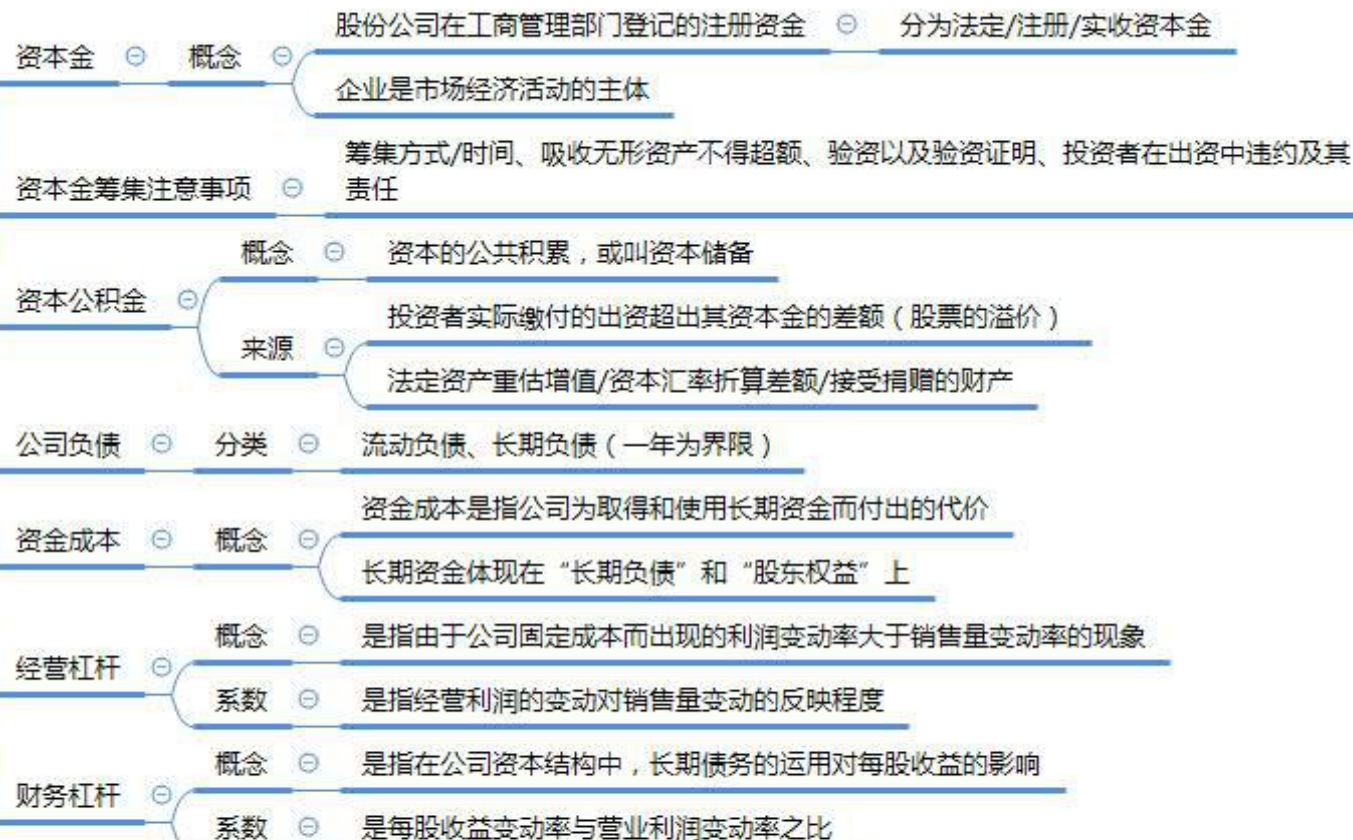 资本金
概念
股份公司在工商管理部门登记的注册资金
分为法定/注册/实收资本金
企业是市场经济活动的主体
资本金筹集注意事项
筹集方式/时间、吸收无形资产不得超额、验资以及验资证明、投资者在出资中违约及其
责任
资本公积金
概念
资本的公共积累，或叫资本储备
来源
投资者实际缴付的出资超出其资本金的差额（股票的溢价）
法定资产重估增值/资本汇率折算差额/接受捐赠的财产
公司负债
分类
流动负债、长期负债（一年为界限）
资金成本
概念
资金成本是指公司为取得和使用长期资金而付出的代价
长期资金体现在“长期负债”和“股东权益”上
经营杠杆
概念
是指由于公司固定成本而出现的利润变动率大于销售量变动率的现象
系数
是指经营利润的变动对销售量变动的反映程度
财务杠杆
概念
是指在公司资本结构中，长期债务的运用对每股收益的影响
系数
是每股收益变动率与营业利润变动率之比